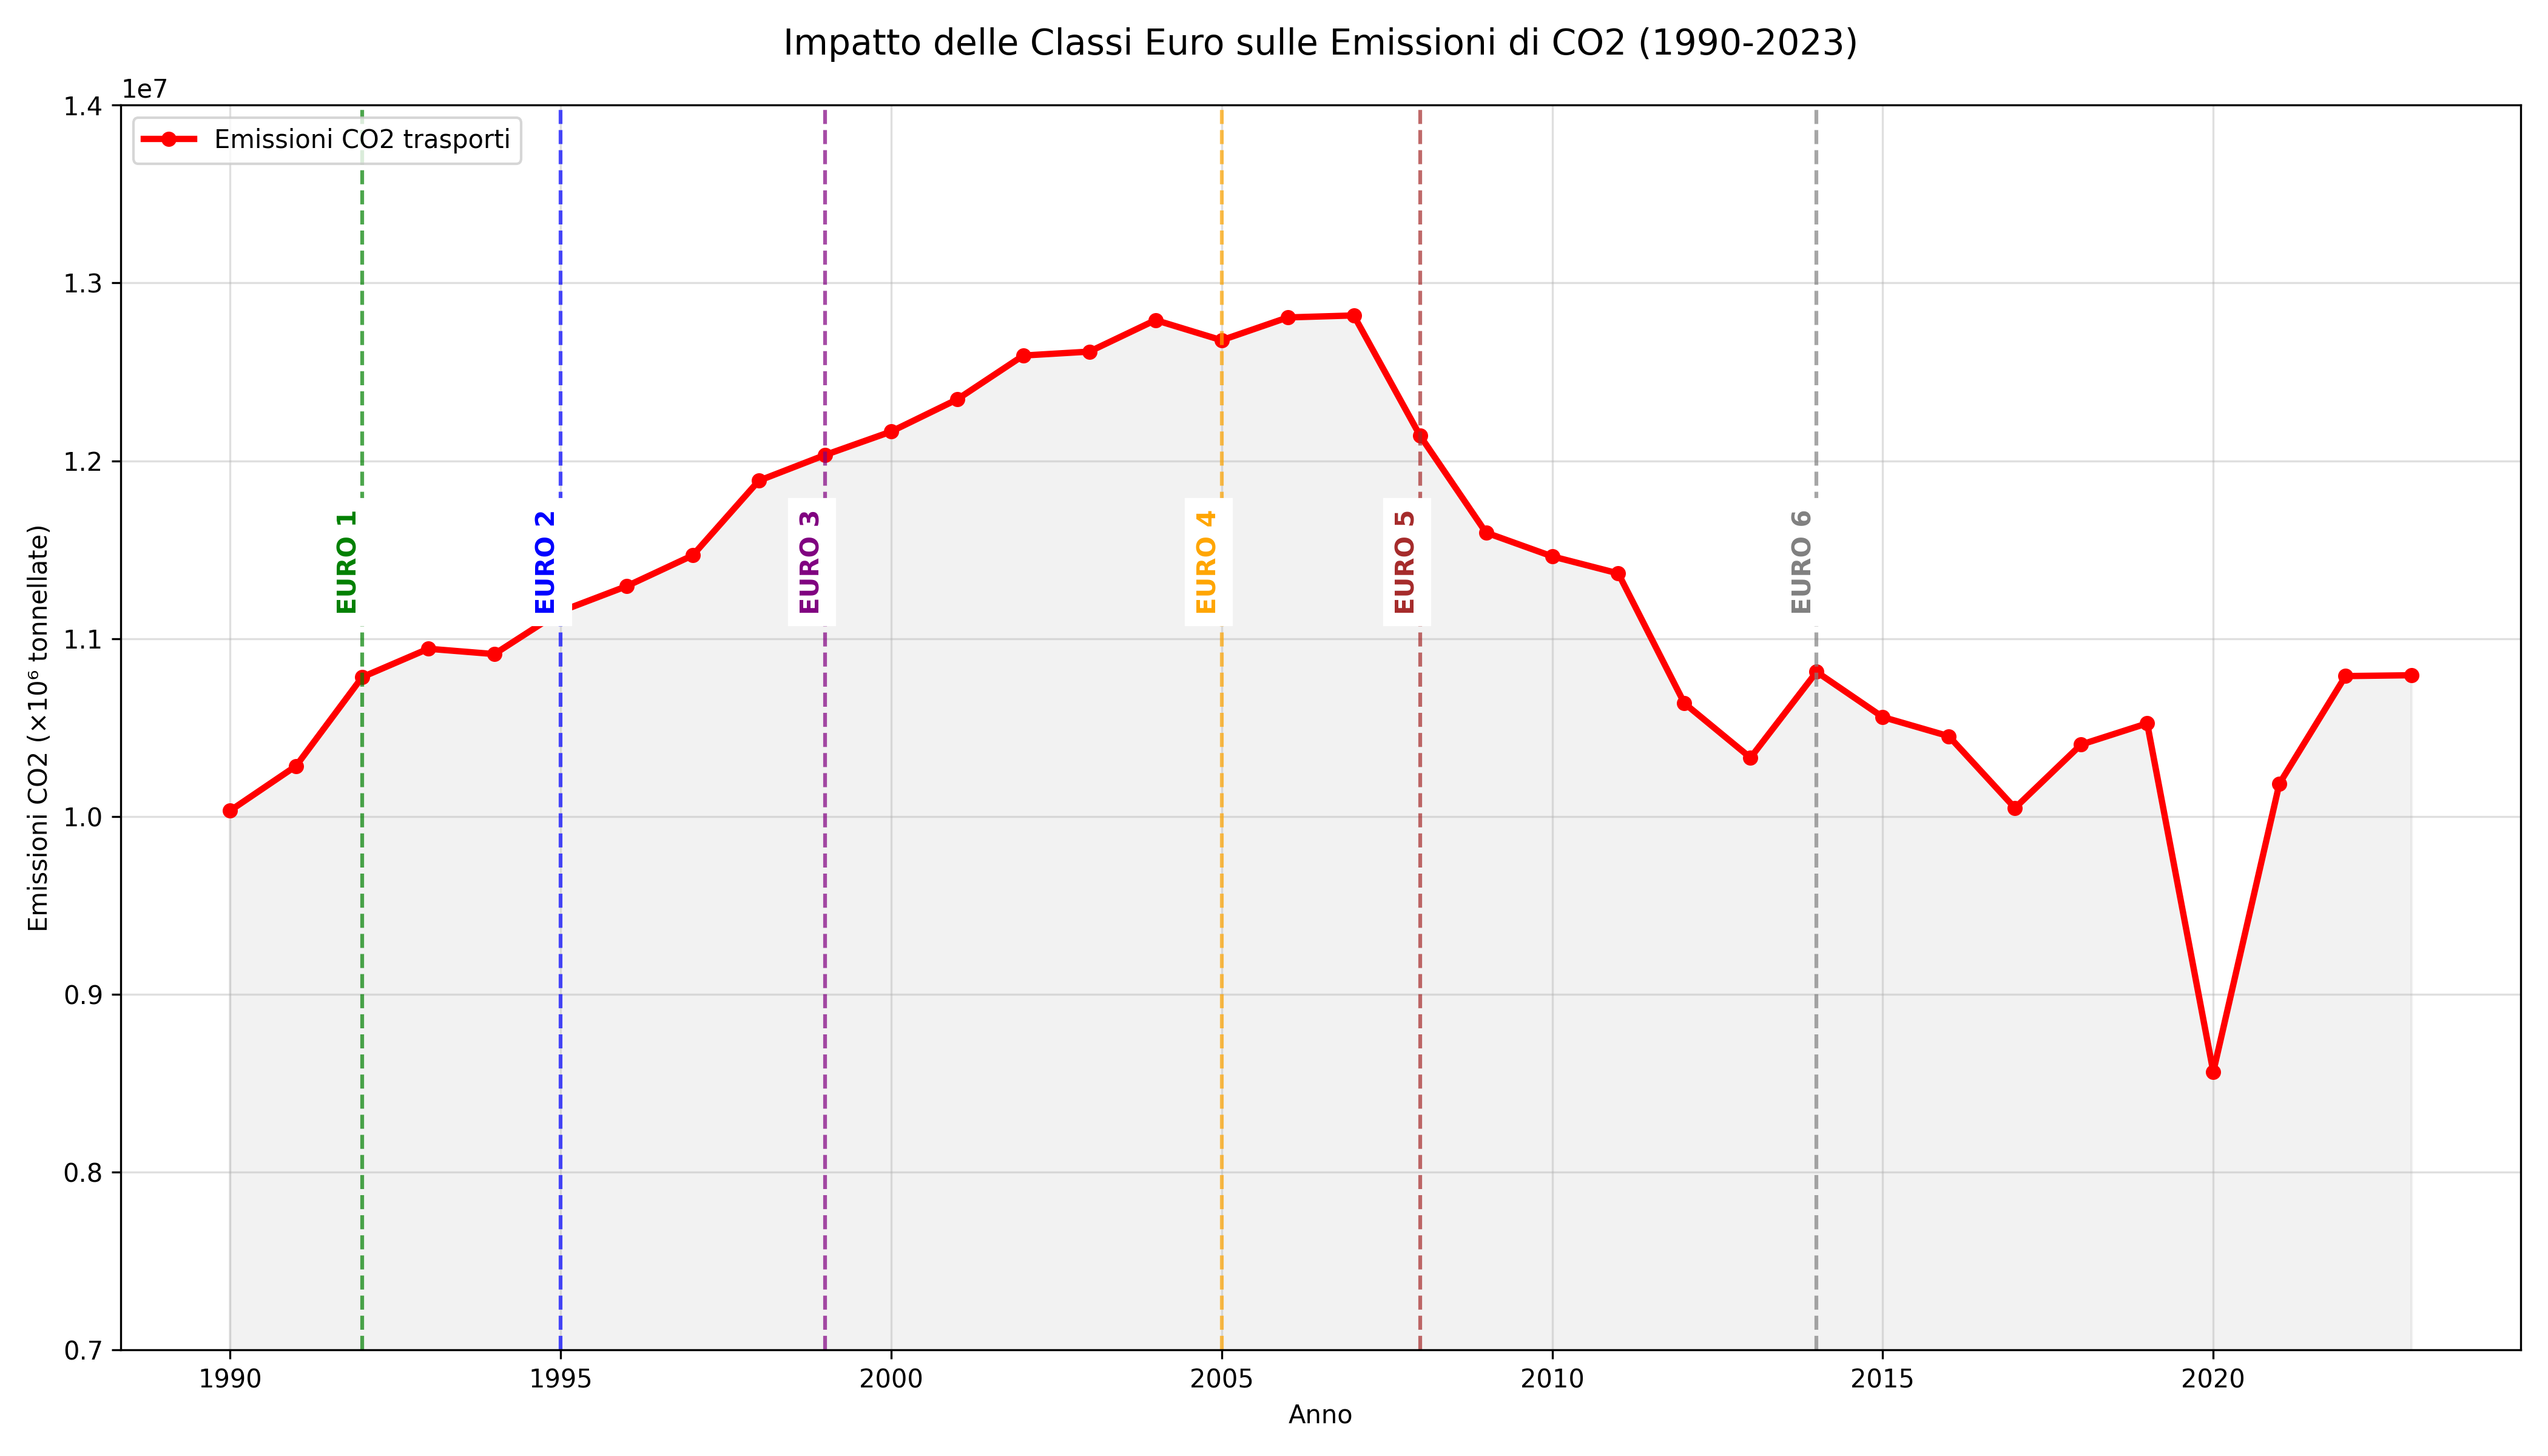 Impatto delle Classi Euro sulle Emissioni di CO2 (1990-2023)
1e7
1.4
1.3
1.2
1.1
1.0
0.9
0.8
0.7
Emissioni CO2 (×10⁶ tonnellate)
Emissioni CO2 trasporti
EURO 1
EURO 2
EURO 3
EURO 4
EURO 5
EURO 6
1990
1995
2000
2005
2010
2015
2020
Anno